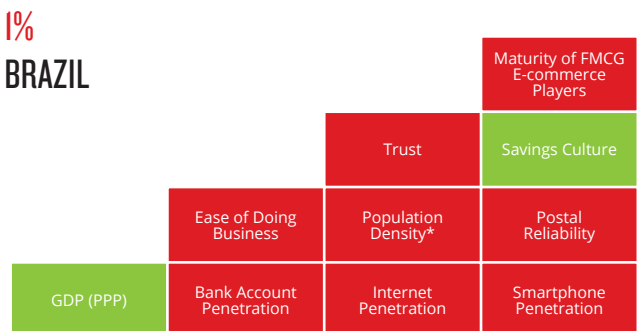 1%
BRAZIL
Maturity of FMCG
E-commerce
Players
Trust
Savings Culture
Ease of Doing
Business
Population
Density*
Postal
Reliability
GDP (PPP)
Bank Account
Penetration
Internet
Penetration
Smartphone
Penetration